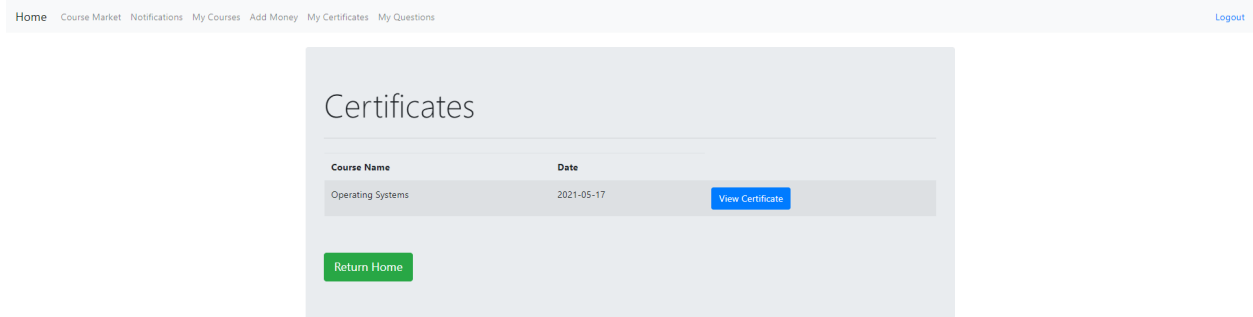 Home Course Market Notifications My Courses Add Money My Certificates My Questions Logout
Certificates
Course Name Date
Operating Systems 2021-05-17 View Certificate
Return Home